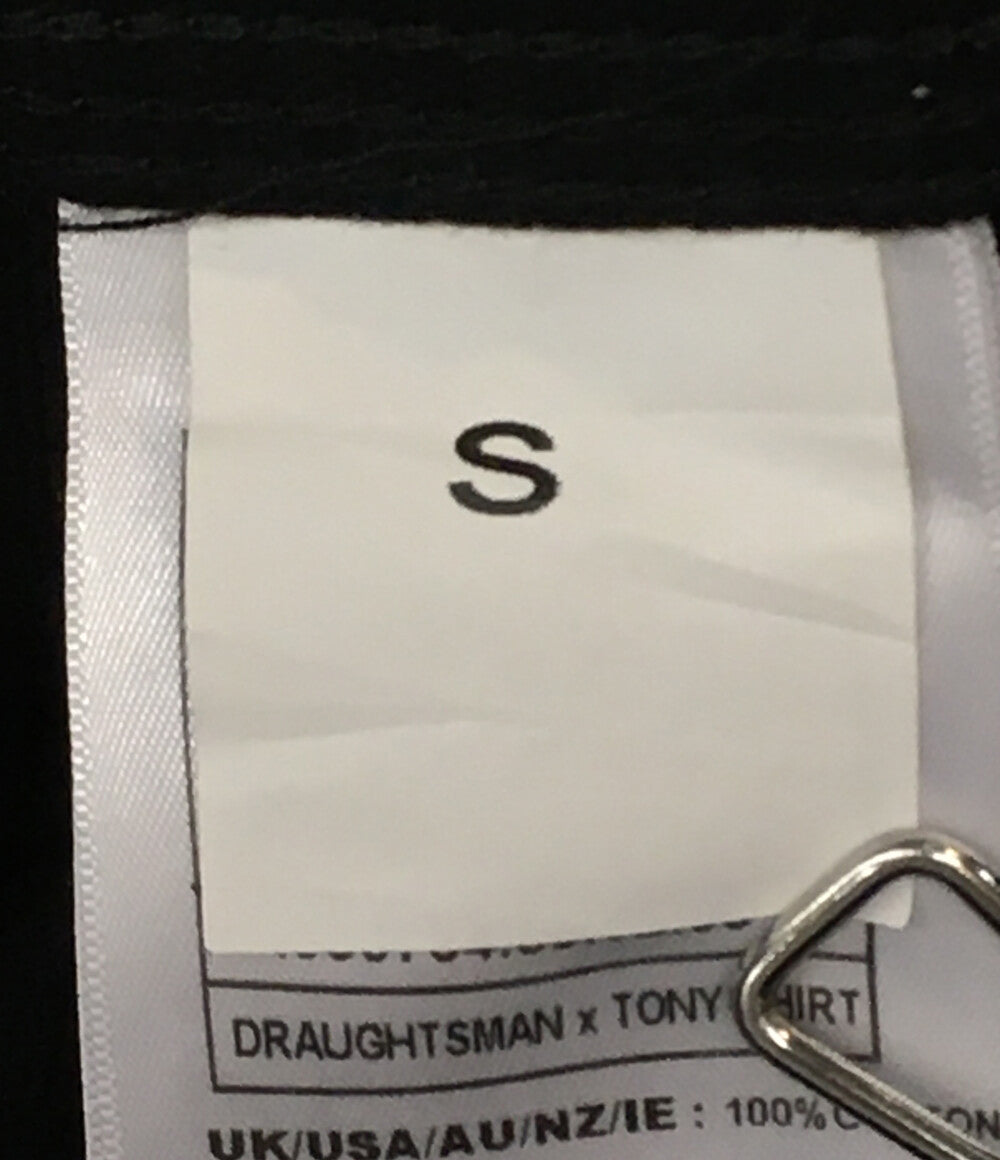 S
DRAUGHTSMAN x TONY
UK/USA/AU/NZ/IE : 100%